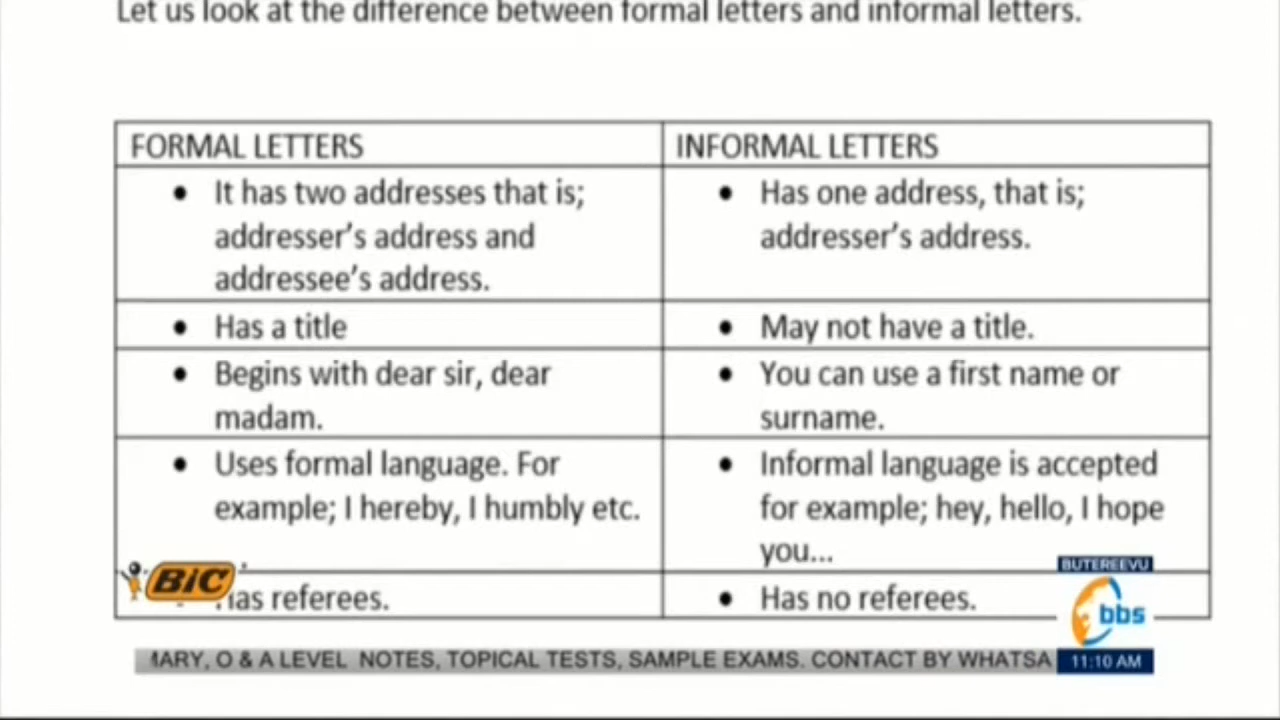 Let us look at the difference between formal letters and informal letters.
FORMAL LETTERS
INFORMAL LETTERS
• It has two addresses that is;
addresser's address and
addressee's address.
• Has one address, that is;
addresser's address.
• Has a title
• May not have a title.
• Begins with dear sir, dear
madam.
• You can use a first name or
surname.
• Uses formal language. For
example; I hereby, I humbly etc.
• Informal language is accepted
for example; hey, hello, I hope
you...
has referees.
• Has no referees.
BiC
BUTEREEVU
bbs
MARY, O & A LEVEL NOTES, TOPICAL TESTS, SAMPLE EXAMS. CONTACT BY WHATSA
11:10 AM